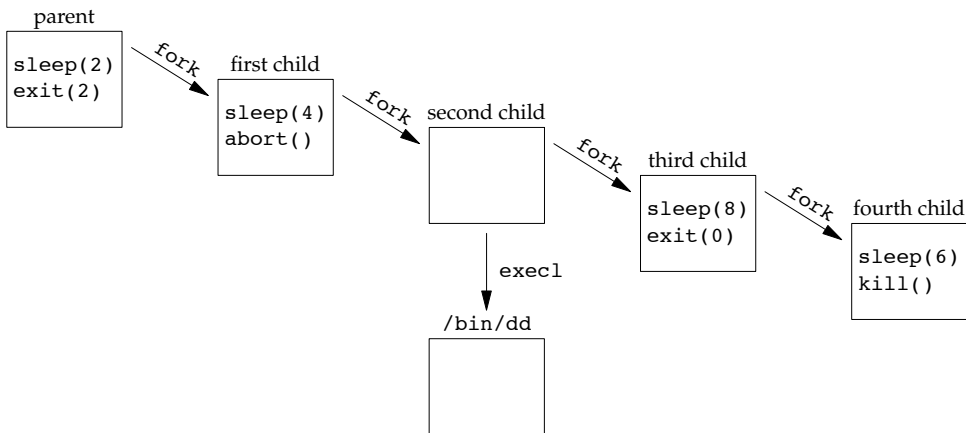 parent
sleep(2)
exit(2)
fork
first child
sleep(4)
abort()
fork
second child
fork
third child
sleep(8)
exit(0)
fork
fourth child
sleep(6)
kill()
execl
/bin/dd